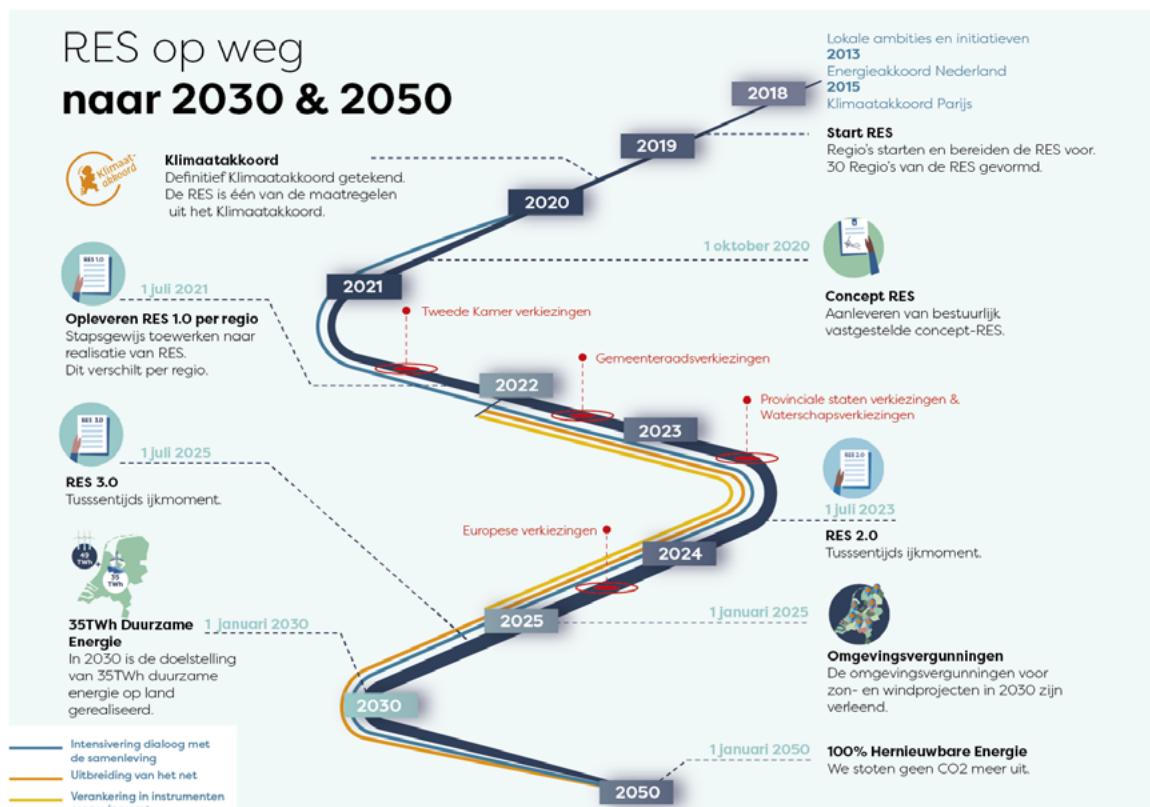 RES op weg
naar 2030 & 2050
Lokale ambities en initiatieven
2013
Energieakkoord Nederland
2015
Klimaatakkoord Parijs
2018
Start RES
Regio's starten en bereiden de RES voor.
30 Regio's van de RES gevormd.
2019
Klimaat-
akkoord
Klimaatakkoord
Definitief Klimaatakkoord getekend.
De RES is één van de maatregelen
uit het Klimaatakkoord.
2020
1 oktober 2020
Concept RES
Aanleveren van bestuurlijk
vastgestelde concept-RES.
2021
RES 1.0
1 juli 2021
Opleveren RES 1.0 per regio
Stapsgewijs toewerken naar
realisatie van RES.
Dit verschilt per regio.
Tweede Kamer verkiezingen
2022
Gemeenteraadsverkiezingen
2023
Provinciale staten verkiezingen &
Waterschapsverkiezingen
RES 2.0
1 juli 2023
RES 2.0
Tusssentijds ijkmoment.
RES 3.0
1 juli 2025
RES 3.0
Tusssentijds ijkmoment.
Europese verkiezingen
2024
2025
1 januari 2025
Omgevingsvergunningen
De omgevingsvergunningen voor
zon- en windprojecten in 2030 zijn
verleend.
49
TWh
35
TWh
35TWh Duurzame
Energie
1 januari 2030
In 2030 is de doelstelling
van 35TWh duurzame
energie op land
gerealiseerd.
2030
1 januari 2050
100% Hernieuwbare Energie
We stoten geen CO2 meer uit.
2050
Intensivering dialoog met
de samenleving
Uitbreiding van het net
Verankering in instrumenten